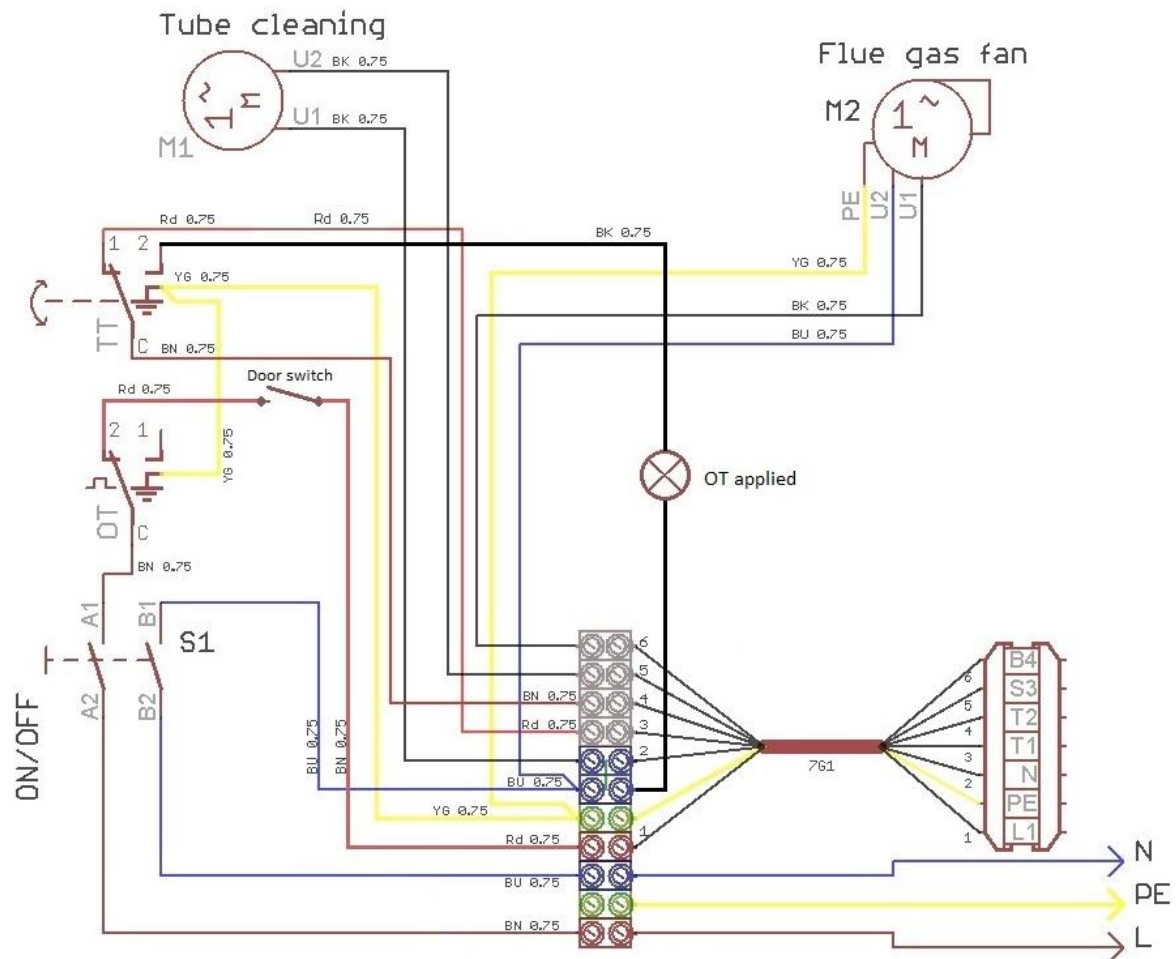 Tube cleaning
Flue gas fan
U2 BK 0.75
1~ M
M2
1~ M
U1 BK 0.75
M1
PE
U2
U1
Rd 0.75
Rd 0.75
BK 0.75
1 2
YG 0.75
YG 0.75
BK 0.75
TT
BU 0.75
C
BN 0.75
Door switch
Rd 0.75
2 1
YG 0.75
OT applied
OT
C
BN 0.75
A1
B1
S1
6
B4
5
6
S3
A2
B2
BN 0.75
4
5
T2
Rd 0.75
3
4
T1
ON/OFF
BU 0.75
BN 0.75
2
7G1
3
N
BU 0.75
2
PE
YG 0.75
1
1
L1
Rd 0.75
N
BU 0.75
PE
BN 0.75
L